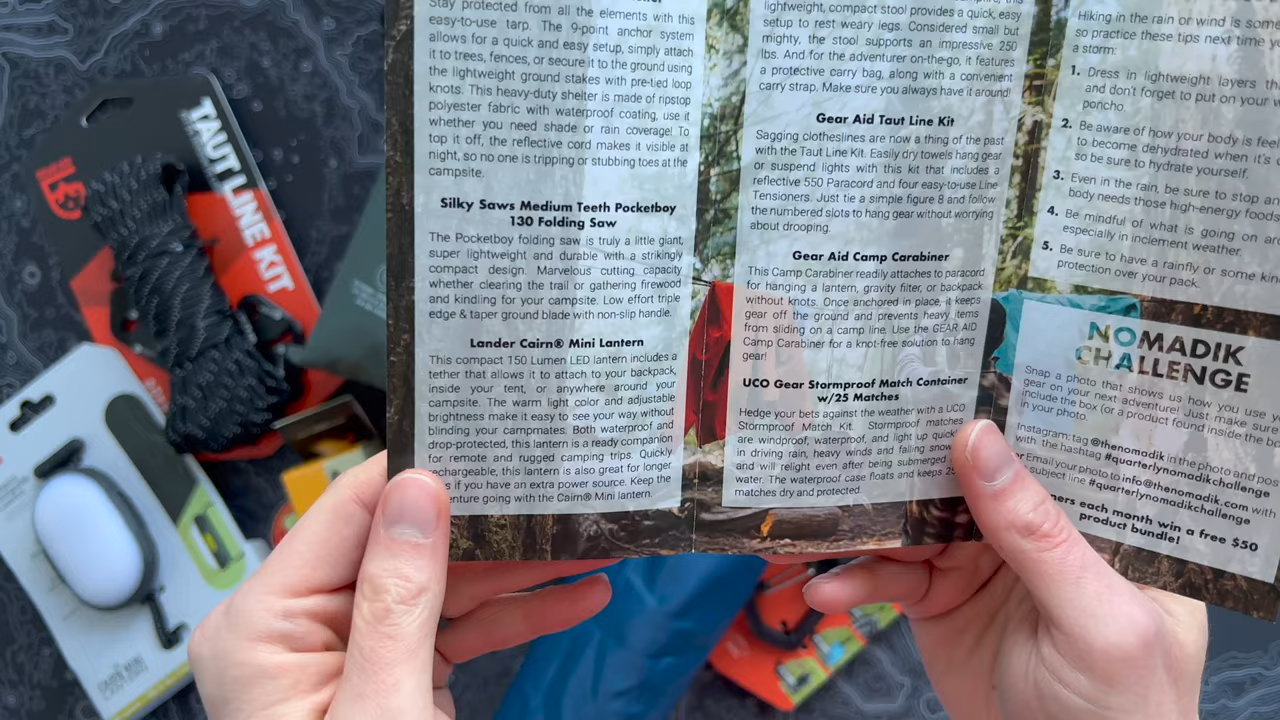 Stay protected from all the elements with this
easy-to-use tarp. The 9-point anchor system
allows for a quick and easy setup, simply attach
it to trees, fences, or secure it to the ground using
the lightweight ground stakes with pre-tied loop
knots. This heavy-duty shelter is made of ripstop
polyester fabric with waterproof coating, use it
whether you need shade or rain coverage! To
top it off, the reflective cord makes it visible at
night, so no one is tripping or stubbing toes at the
campsite.
Silky Saws Medium Teeth Pocketboy
130 Folding Saw
The Pocketboy folding saw is truly a little giant,
super lightweight and durable with a strikingly
compact design. Marvelous cutting capacity
whether clearing the trail or gathering firewood
and kindling for your campsite. Low effort triple
edge & taper ground blade with non-slip handle.
Lander Cairn® Mini Lantern
This compact 150 Lumen LED lantern includes a
tether that allows it to attach to your backpack,
inside your tent, or anywhere around your
campsite. The warm light color and adjustable
brightness make it easy to see your way without
blinding your campmates. Both waterproof and
drop-protected, this lantern is a ready companion
for remote and rugged camping trips. Quickly
rechargeable, this lantern is also great for longer
if you have an extra power source. Keep the
enture going with the Cairn® Mini lantern.
lightweight, compact stool provides a quick, easy
setup to rest weary legs. Considered small but
mighty, the stool supports an impressive 250
lbs. And for the adventurer on-the-go, it features
a protective carry bag, along with a convenient
carry strap. Make sure you always have it around!
Gear Aid Taut Line Kit
Sagging clotheslines are now a thing of the past
with the Taut Line Kit. Easily dry towels hang gear
or suspend lights with this kit that includes a
reflective 550 Paracord and four easy-to-use Line
Tensioners. Just tie a simple figure 8 and follow
the numbered slots to hang gear without worrying
about drooping.
Gear Aid Camp Carabiner
This Camp Carabiner readily attaches to paracord
for hanging a lantern, gravity filter, or backpack
without knots. Once anchored in place, it keeps
gear off the ground and prevents heavy items
from sliding on a camp line. Use the GEAR AID
Camp Carabiner for a knot-free solution to hang
gear!
UCO Gear Stormproof Match Container
w/25 Matches
Hedge your bets against the weather with a UCO
Stormproof Match Kit. Stormproof matches
are windproof, waterproof, and light up quick
in driving rain, heavy winds and falling snow
and will relight even after being submerged
water. The waterproof case floats and keeps 25
matches dry and protected.
Hiking in the rain or wind is som
so practice these tips next time y
a storm:
1. Dress in lightweight layers th
and don't forget to put on your
poncho.
2. Be aware of how your body is feel
to become dehydrated when it's
so be sure to hydrate yourself.
3. Even in the rain, be sure to stop an
body needs those high-energy foods
4. Be mindful of what is going on aro
especially in inclement weather.
5. Be sure to have a rainfly or some kin
protection over your pack.
NOMADIK
CHALLENGE
Snap a photo that shows us how you use y
gear on your next adventure! Just make sure
include the box (or a product found inside the bo
in your photo.
Instagram: tag @thenomadik in the photo and pos
with the hashtag #quarterlynomadikchallenge
or Email your photo to info@thenomadik.com with
subject line #quarterlynomadikchallenge
ners each month win a free $50
product bundle!
TAUT LINE KIT
CAIRN MINI